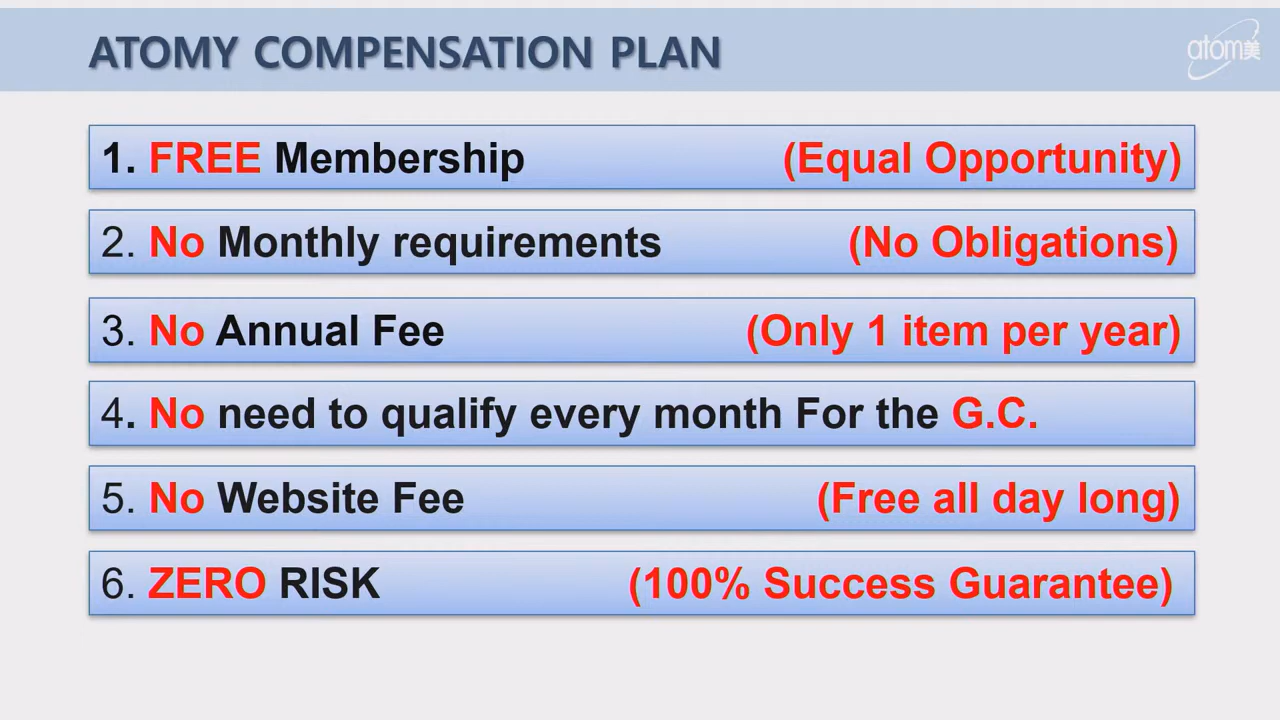 ATOMY COMPENSATION PLAN
atom美
1. FREE Membership (Equal Opportunity)
2. No Monthly requirements (No Obligations)
3. No Annual Fee (Only 1 item per year)
4. No need to qualify every month For the G.C.
5. No Website Fee (Free all day long)
6. ZERO RISK (100% Success Guarantee)